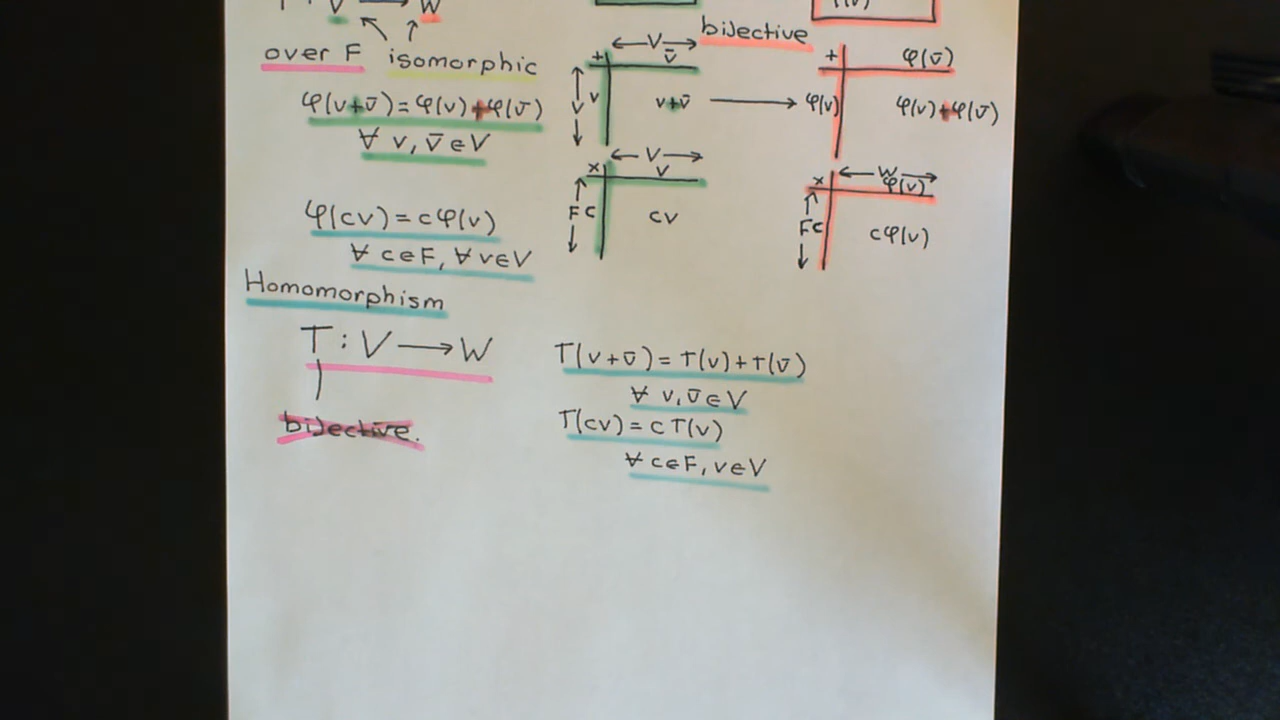 V → W
over F isomorphic
φ(v+v̄)=φ(v)+φ(v̄)
∀ v, v̄ ∈ V
φ(cv) = cφ(v)
∀ c∈F, ∀ v∈V
Homomorphism
T : V → W
bijective.
bijective
+ ← V → v̄
↑ V ↓ v v+v̄ →
x ← V → v
↑ F ↓ c cv
+ φ(v̄)
φ(v) φ(v)+φ(v̄)
x ← W → φ(v)
↑ F ↓ c cφ(v)
T(v+v̄) = T(v)+T(v̄)
∀ v, v̄ ∈ V
T(cv) = c T(v)
∀ c∈F, v∈V